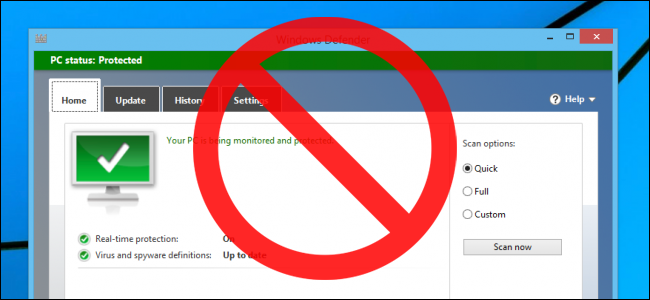 Windows Defender
PC status: Protected
Home Update History Settings Help
Your PC is being monitored and protected.
Scan options:
Quick
Full
Custom
Scan now
Real-time protection: On
Virus and spyware definitions: Up to date